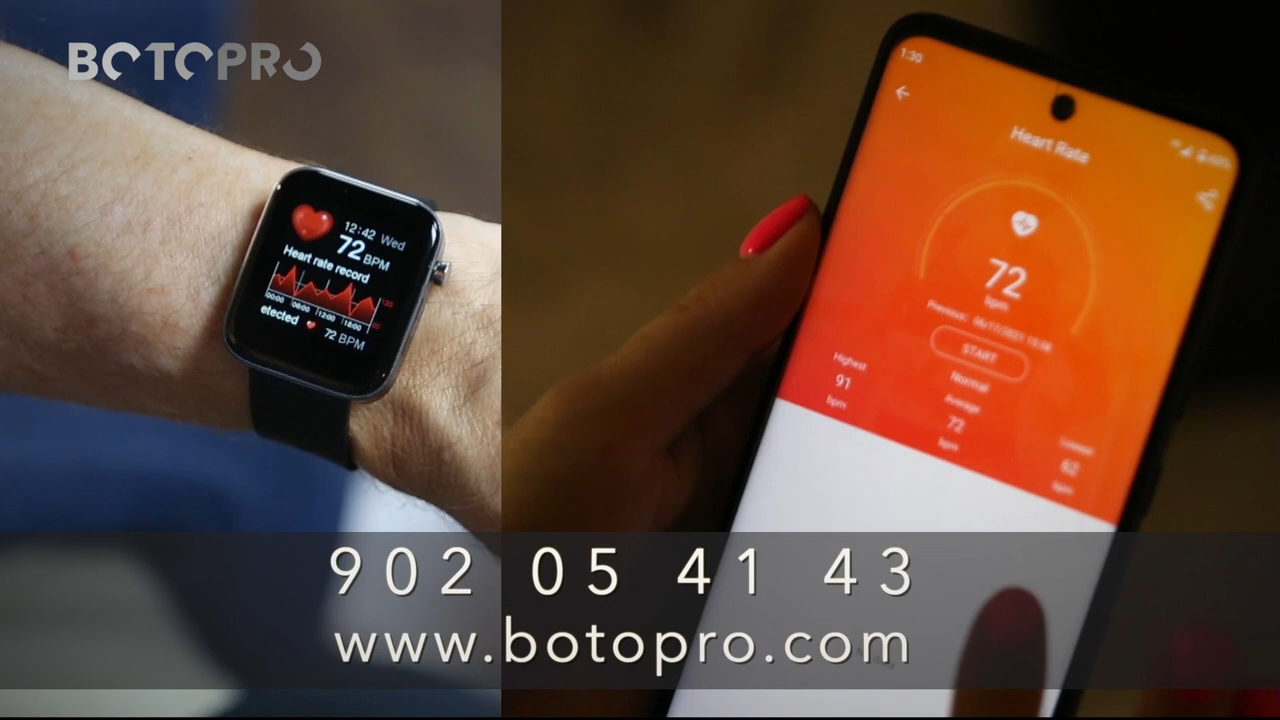 BOTOPRO
12:42 Wed
72 BPM
Heart rate record
00:00 06:00 12:00 18:00
etected 72 BPM
1:30
Heart Rate
72
bpm
START
Normal
Highest
91
bpm
Average
72
bpm
Lowest
62
bpm
902 05 41 43
www.botopro.com